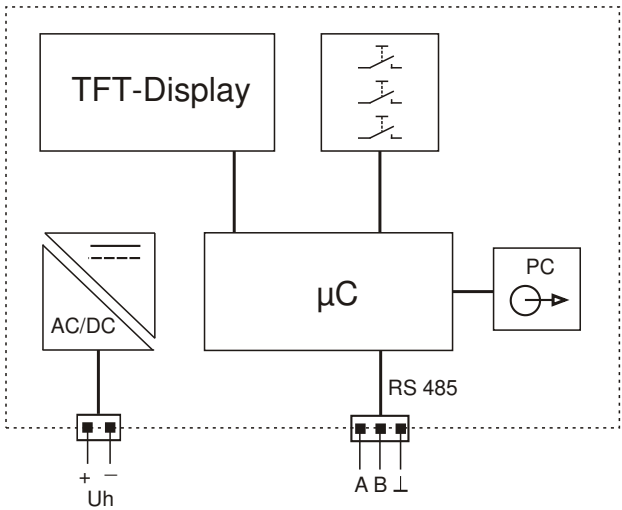 TFT-Display
PC
µC
AC/DC
RS 485
+ −
Uh
A B ⊥